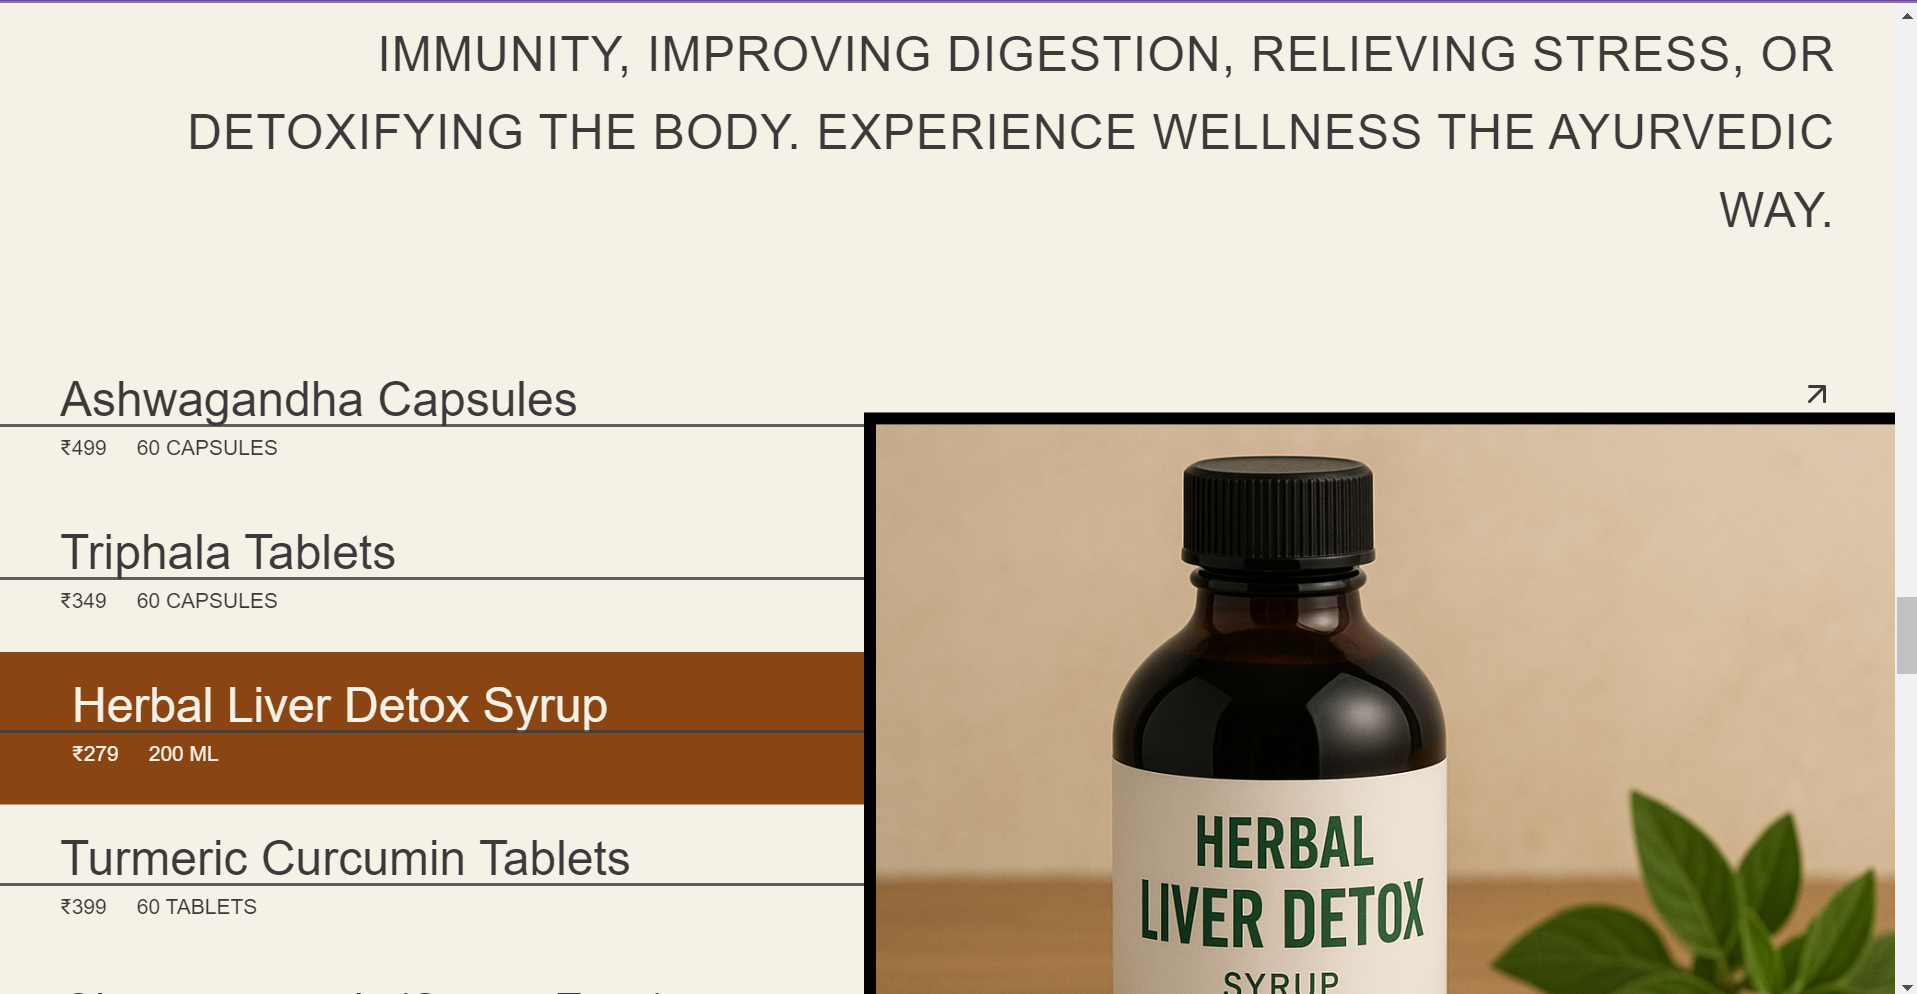 IMMUNITY, IMPROVING DIGESTION, RELIEVING STRESS, OR
DETOXIFYING THE BODY. EXPERIENCE WELLNESS THE AYURVEDIC
WAY.
Ashwagandha Capsules
₹499 60 CAPSULES
Triphala Tablets
₹349 60 CAPSULES
Herbal Liver Detox Syrup
₹279 200 ML
Turmeric Curcumin Tablets
₹399 60 TABLETS
HERBAL
LIVER DETOX
SYRUP